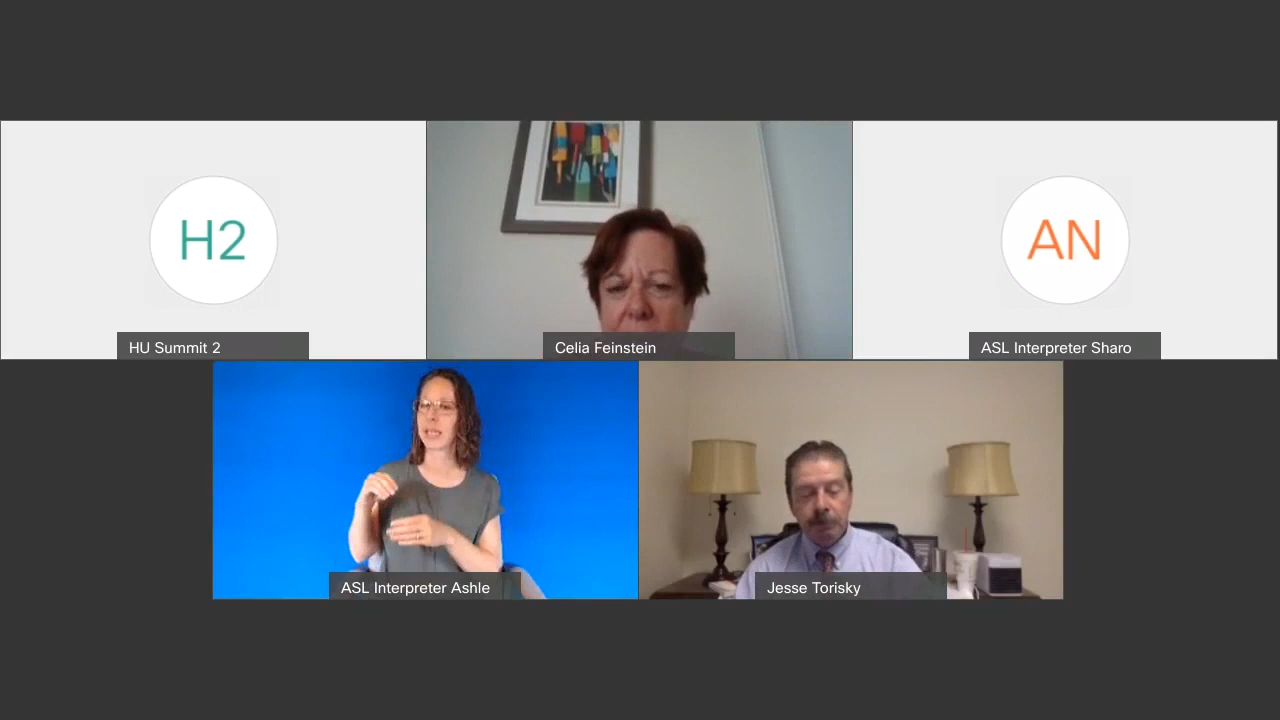 H2
AN
HU Summit 2
Celia Feinstein
ASL Interpreter Sharo
ASL Interpreter Ashle
Jesse Torisky